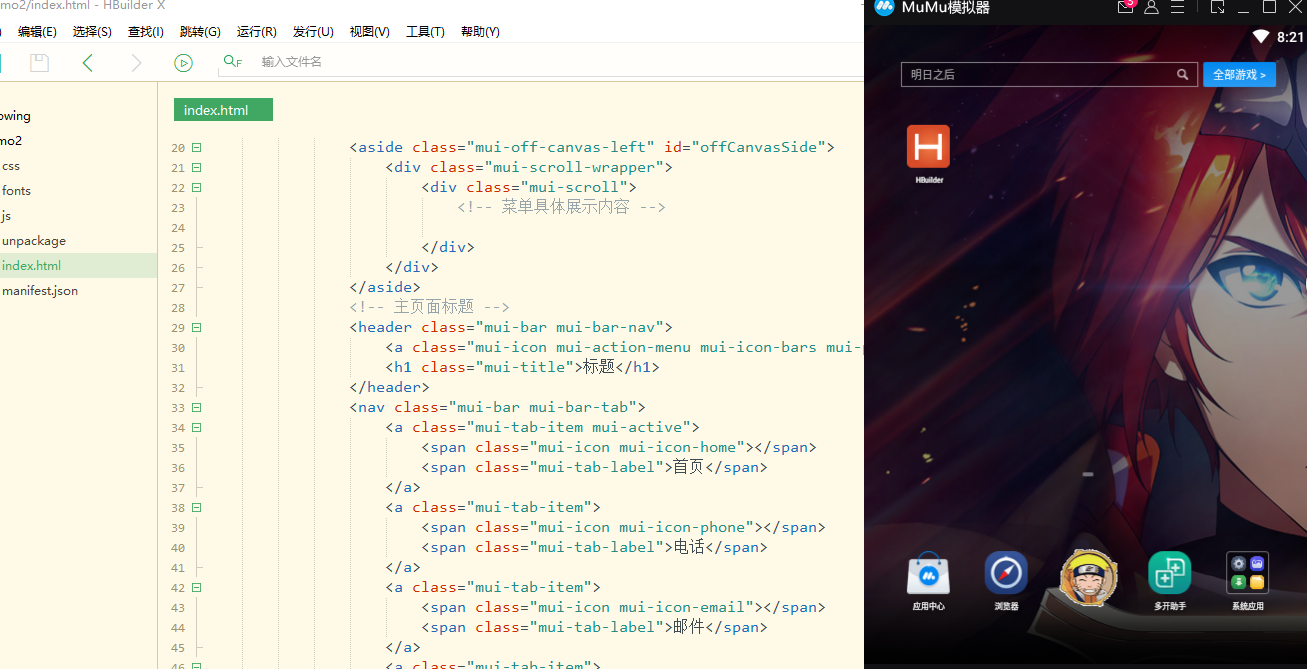 mo2/index.html - HBuilder X
编辑(E) 选择(S) 查找(I) 跳转(G) 运行(R) 发行(U) 视图(V) 工具(T) 帮助(Y)
输入文件名
owing
mo2
css
fonts
js
unpackage
index.html
manifest.json
index.html
20 <aside class="mui-off-canvas-left" id="offCanvasSide">
21 <div class="mui-scroll-wrapper">
22 <div class="mui-scroll">
23 <!-- 菜单具体展示内容 -->
24
25 </div>
26 </div>
27 </aside>
28 <!-- 主页面标题 -->
29 <header class="mui-bar mui-bar-nav">
30 <a class="mui-icon mui-action-menu mui-icon-bars mui-
31 <h1 class="mui-title">标题</h1>
32 </header>
33 <nav class="mui-bar mui-bar-tab">
34 <a class="mui-tab-item mui-active">
35 <span class="mui-icon mui-icon-home"></span>
36 <span class="mui-tab-label">首页</span>
37 </a>
38 <a class="mui-tab-item">
39 <span class="mui-icon mui-icon-phone"></span>
40 <span class="mui-tab-label">电话</span>
41 </a>
42 <a class="mui-tab-item">
43 <span class="mui-icon mui-icon-email"></span>
44 <span class="mui-tab-label">邮件</span>
45 </a>
46 <a class="mui-tab-item">
MuMu模拟器
8:21
明日之后
全部游戏 >
HBuilder
应用中心
浏览器
多开助手
系统应用